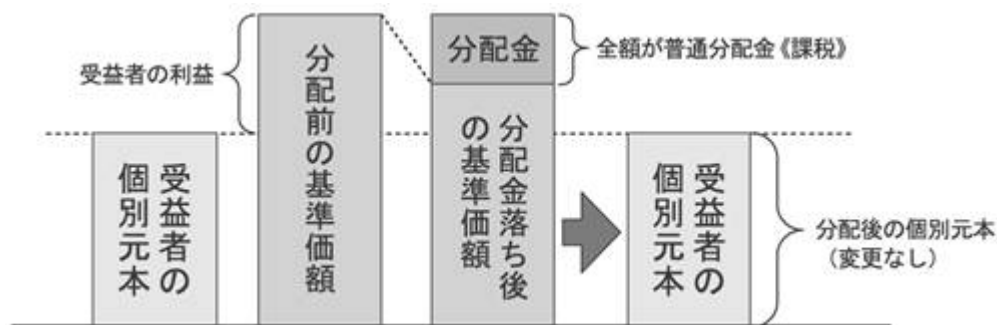 受益者の利益
受益者の
個別元本
分配前の基準価額
分配金
全額が普通分配金《課税》
分配金落ち後
の基準価額
受益者の
個別元本
分配後の個別元本
（変更なし）